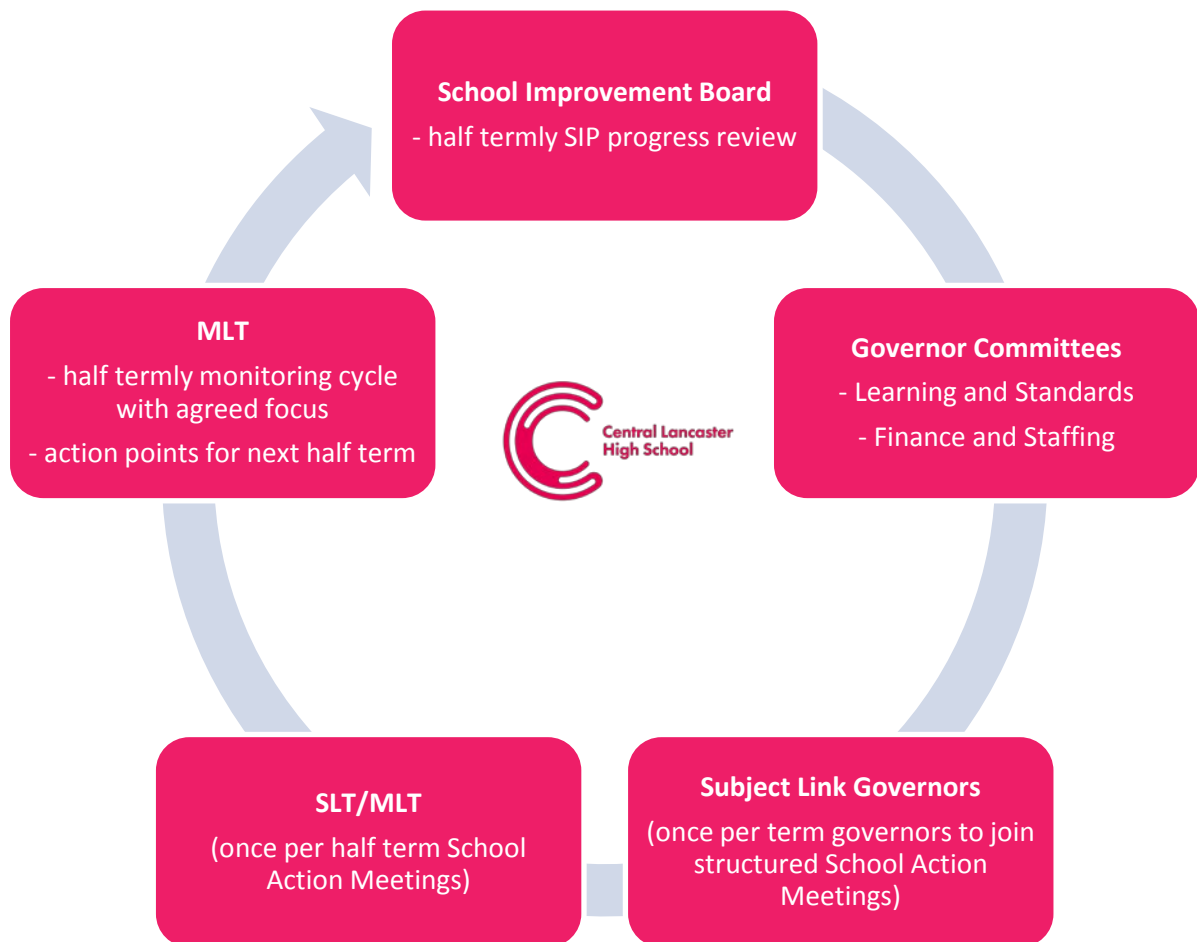 School Improvement Board
- half termly SIP progress review
MLT
- half termly monitoring cycle
with agreed focus
- action points for next half term
Governor Committees
- Learning and Standards
- Finance and Staffing
Central Lancaster
High School
SLT/MLT
(once per half term School
Action Meetings)
Subject Link Governors
(once per term governors to join
structured School Action
Meetings)